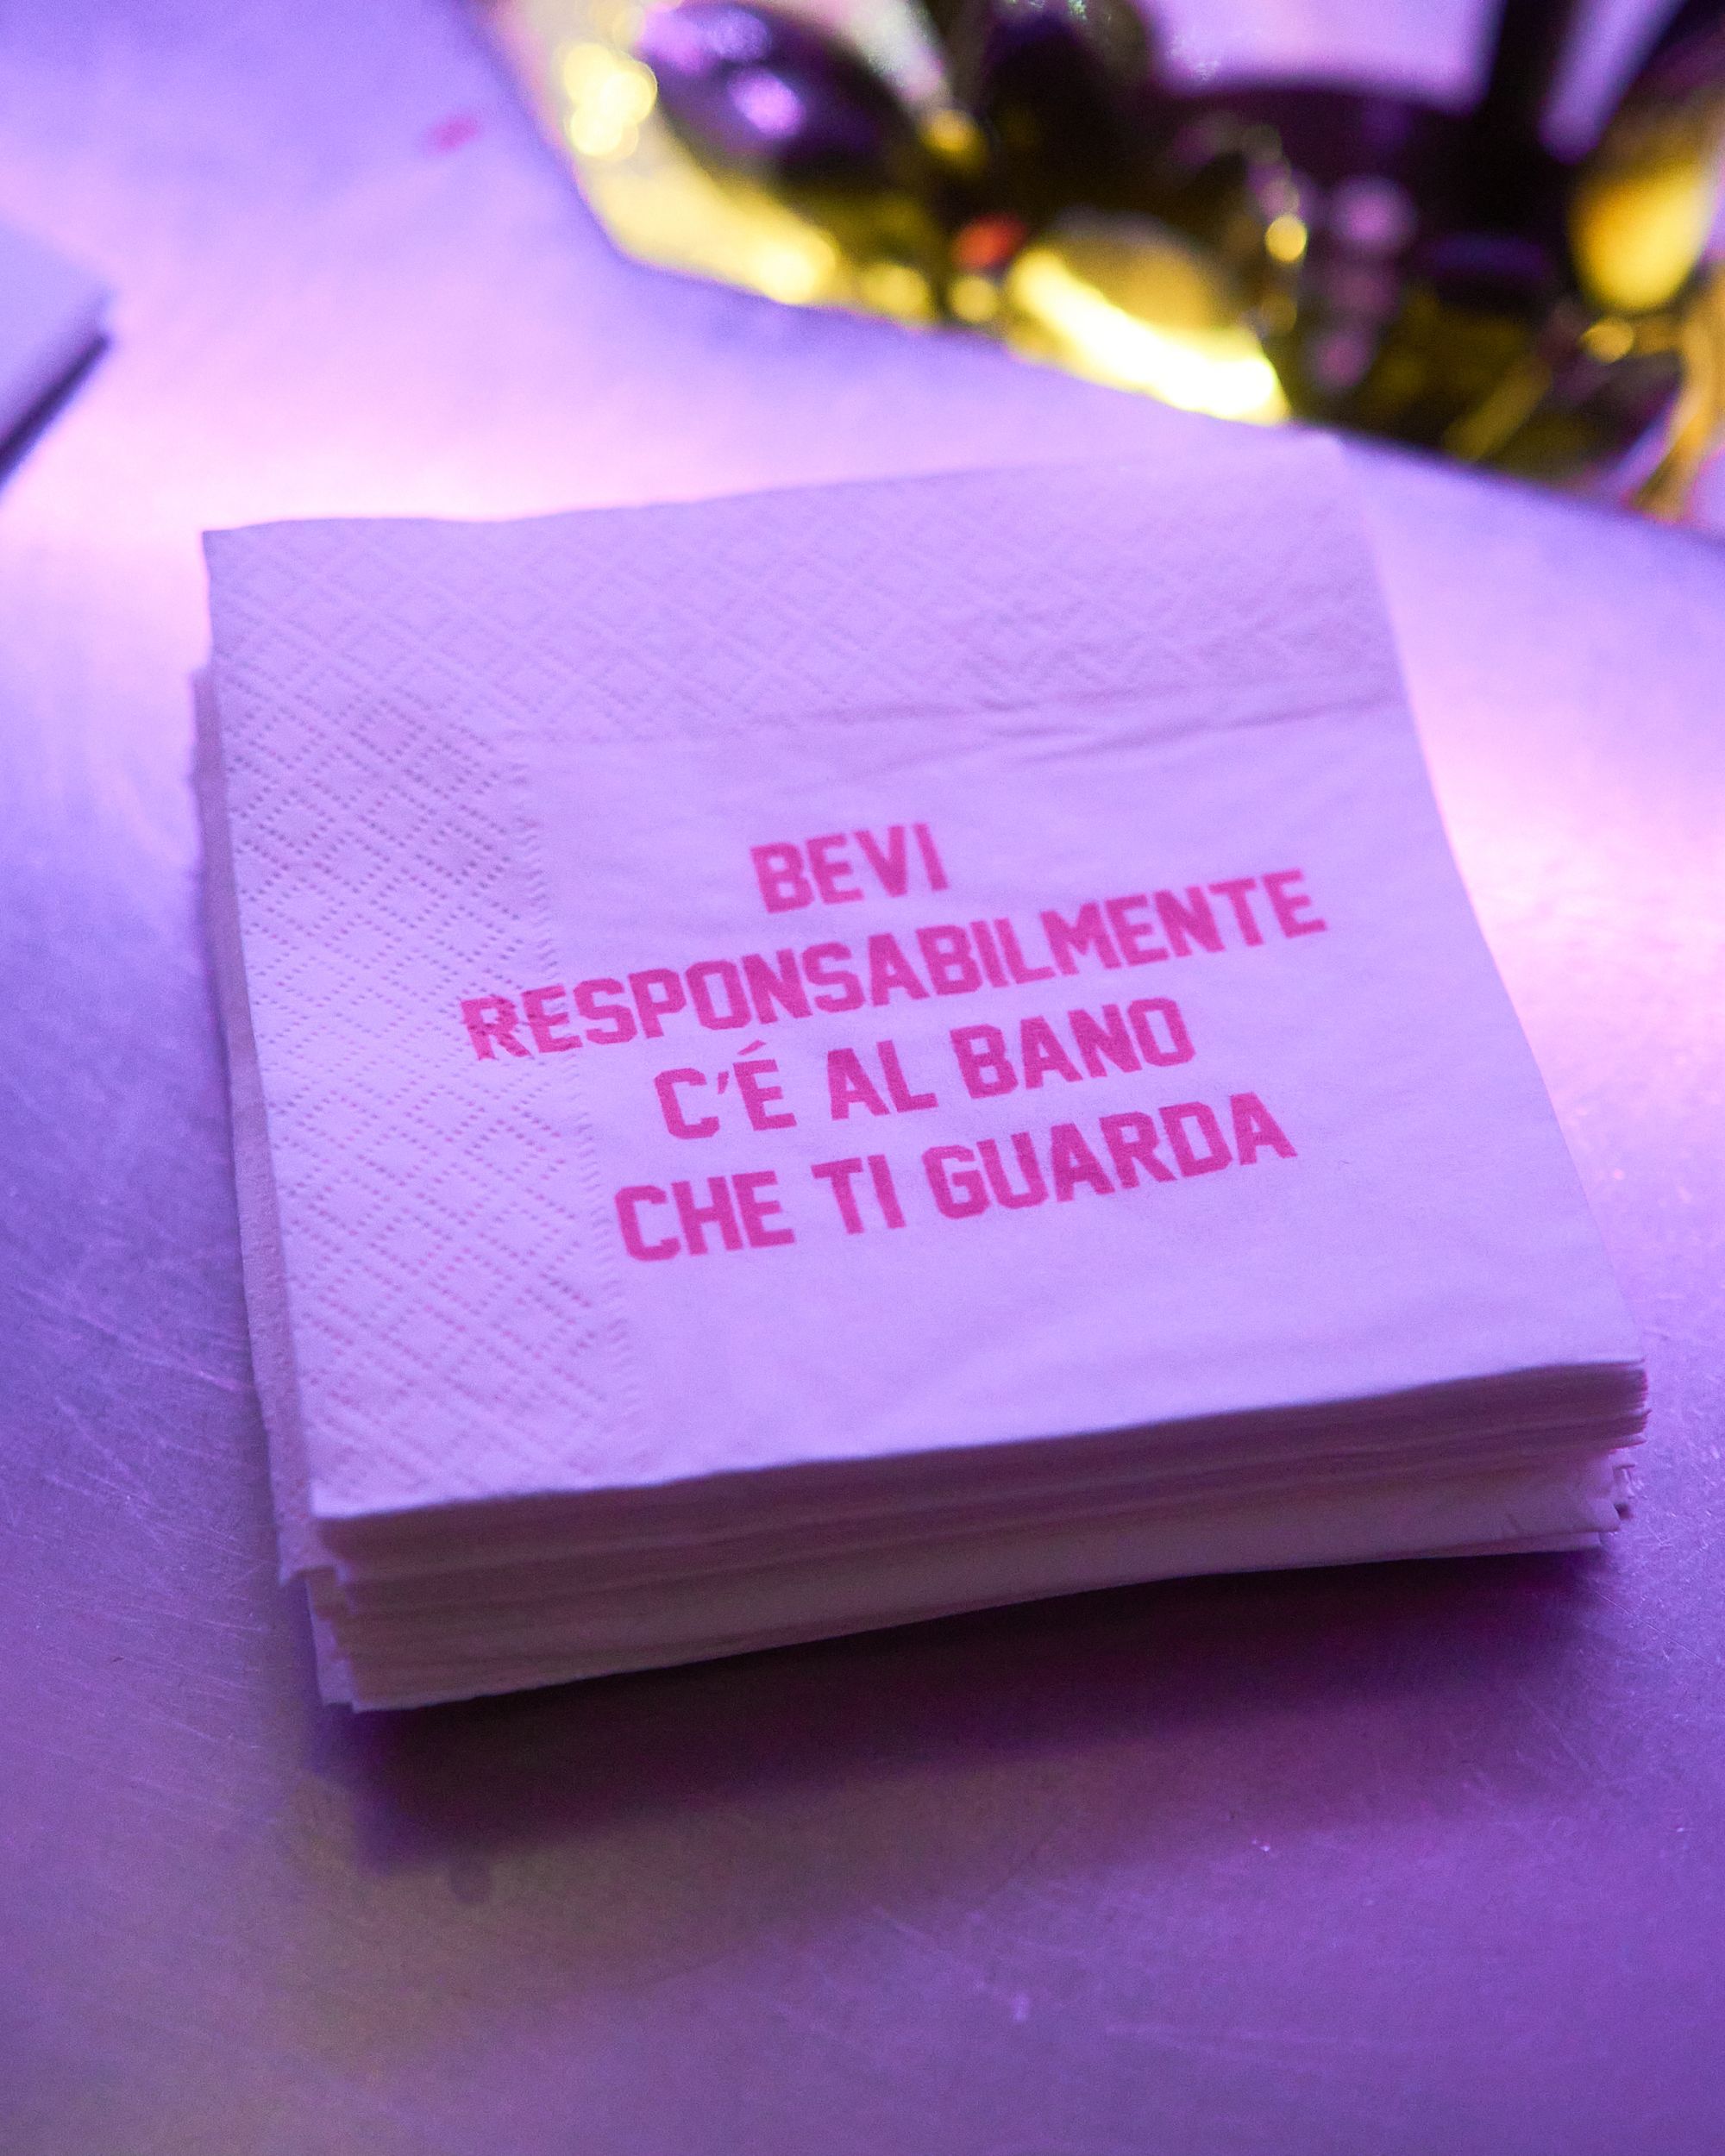 BEVI
RESPONSABILMENTE
C'É AL BANO
CHE TI GUARDA